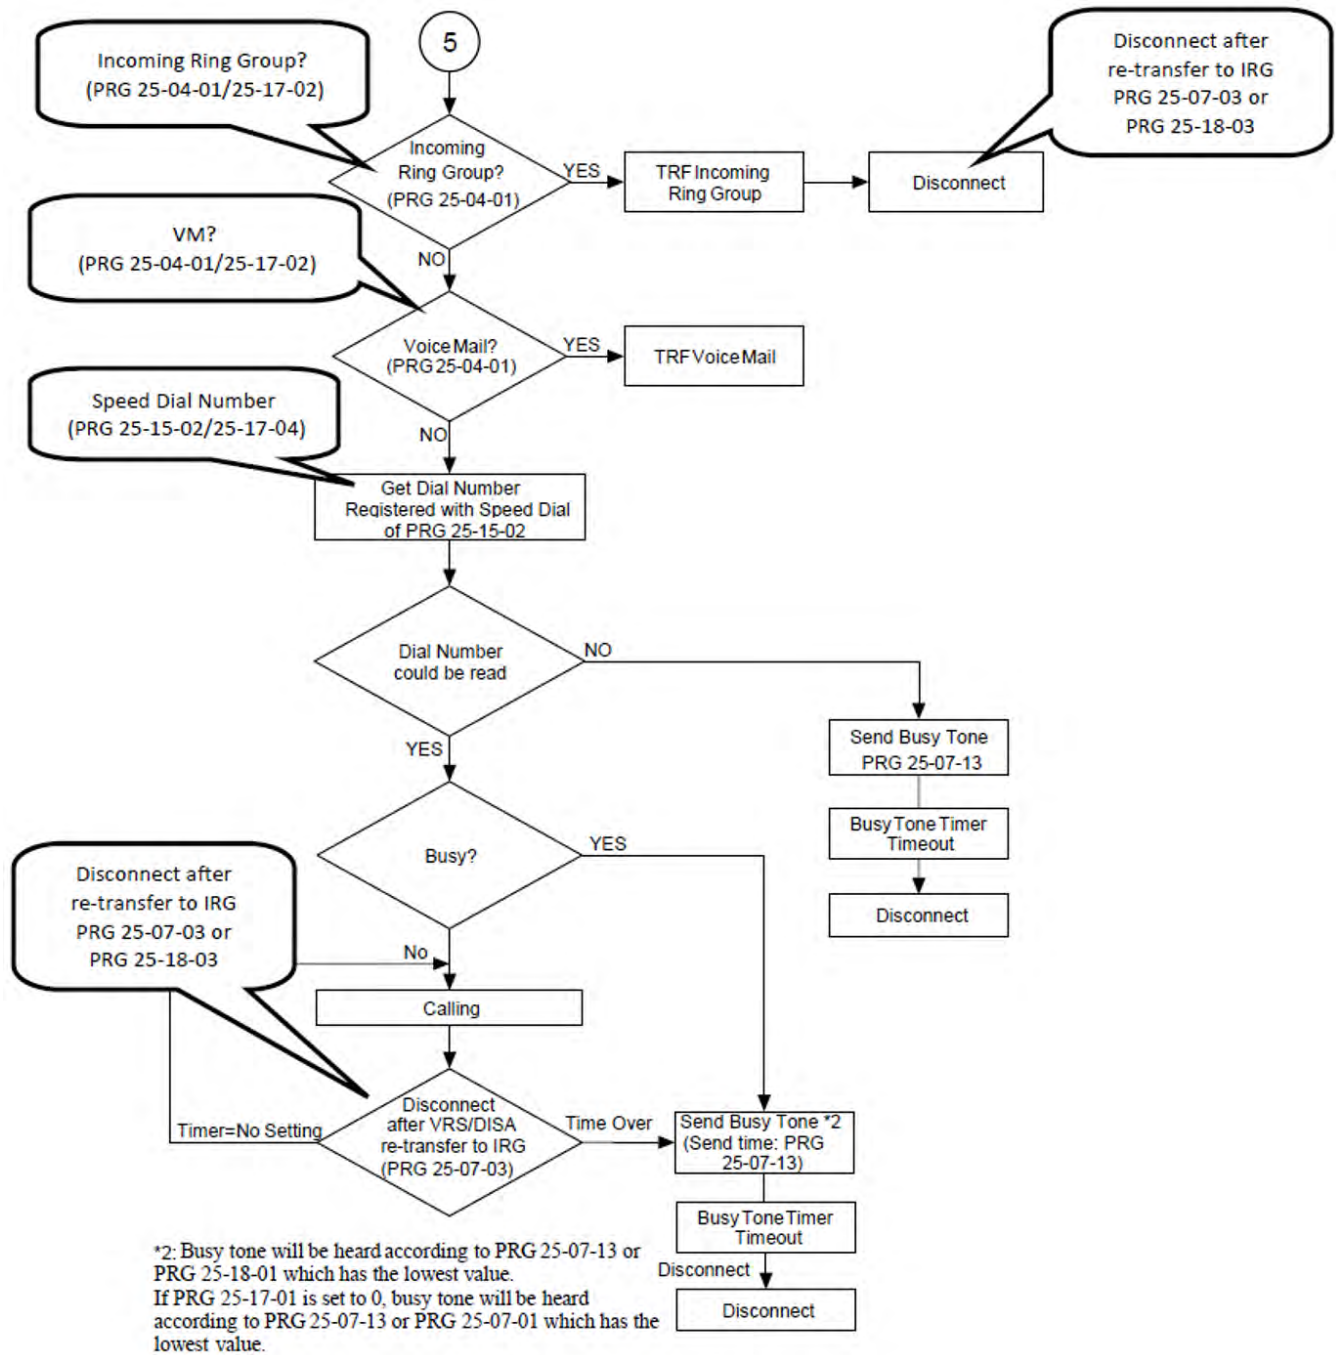 Incoming Ring Group?
(PRG 25-04-01/25-17-02)
5
Disconnect after
re-transfer to IRG
PRG 25-07-03 or
PRG 25-18-03
Incoming
Ring Group?
(PRG 25-04-01)
YES
TRF Incoming
Ring Group
Disconnect
NO
VM?
(PRG 25-04-01/25-17-02)
Voice Mail?
(PRG 25-04-01)
YES
TRF Voice Mail
NO
Speed Dial Number
(PRG 25-15-02/25-17-04)
Get Dial Number
Registered with Speed Dial
of PRG 25-15-02
Dial Number
could be read
NO
Send Busy Tone
PRG 25-07-13
Busy Tone Timer
Timeout
Disconnect
YES
Busy?
YES
No
Disconnect after
re-transfer to IRG
PRG 25-07-03 or
PRG 25-18-03
Calling
Disconnect
after VRS/DISA
re-transfer to IRG
(PRG 25-07-03)
Timer=No Setting
Time Over
Send Busy Tone *2
(Send time: PRG
25-07-13)
Busy Tone Timer
Timeout
Disconnect
Disconnect
*2: Busy tone will be heard according to PRG 25-07-13 or
PRG 25-18-01 which has the lowest value.
If PRG 25-17-01 is set to 0, busy tone will be heard
according to PRG 25-07-13 or PRG 25-07-01 which has the
lowest value.